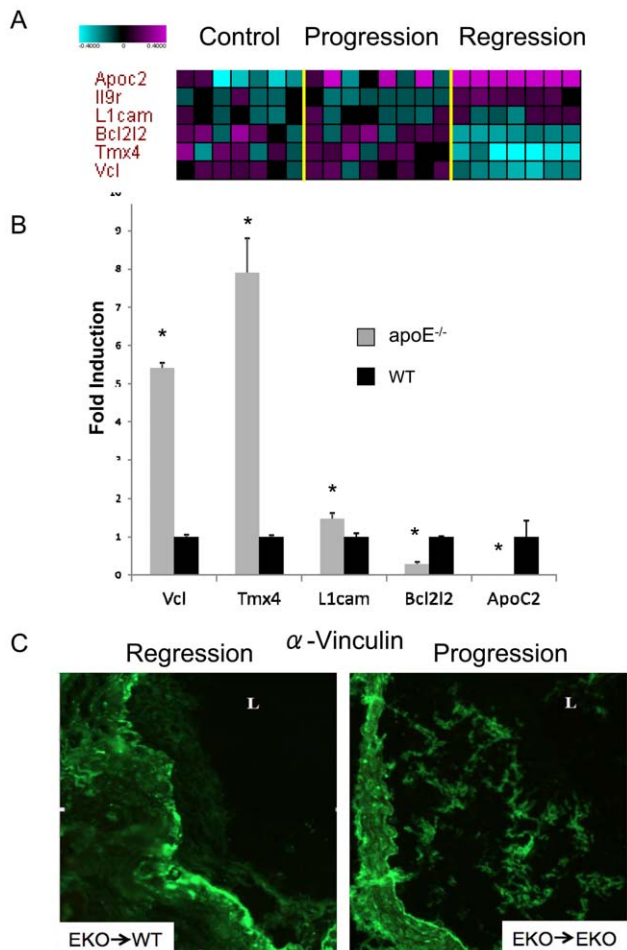 A
-0.4000 0 0.4000
Control Progression Regression
Apoc2
Il9r
L1cam
Bcl2l2
Tmx4
Vcl
B
10
9
8
7
6
5
4
3
2
1
0
Fold Induction
*
*
*
*
*
apoE-/-
WT
Vcl Tmx4 L1cam Bcl2l2 ApoC2
C
α-Vinculin
Regression Progression
L
L
EKO→WT
EKO→EKO